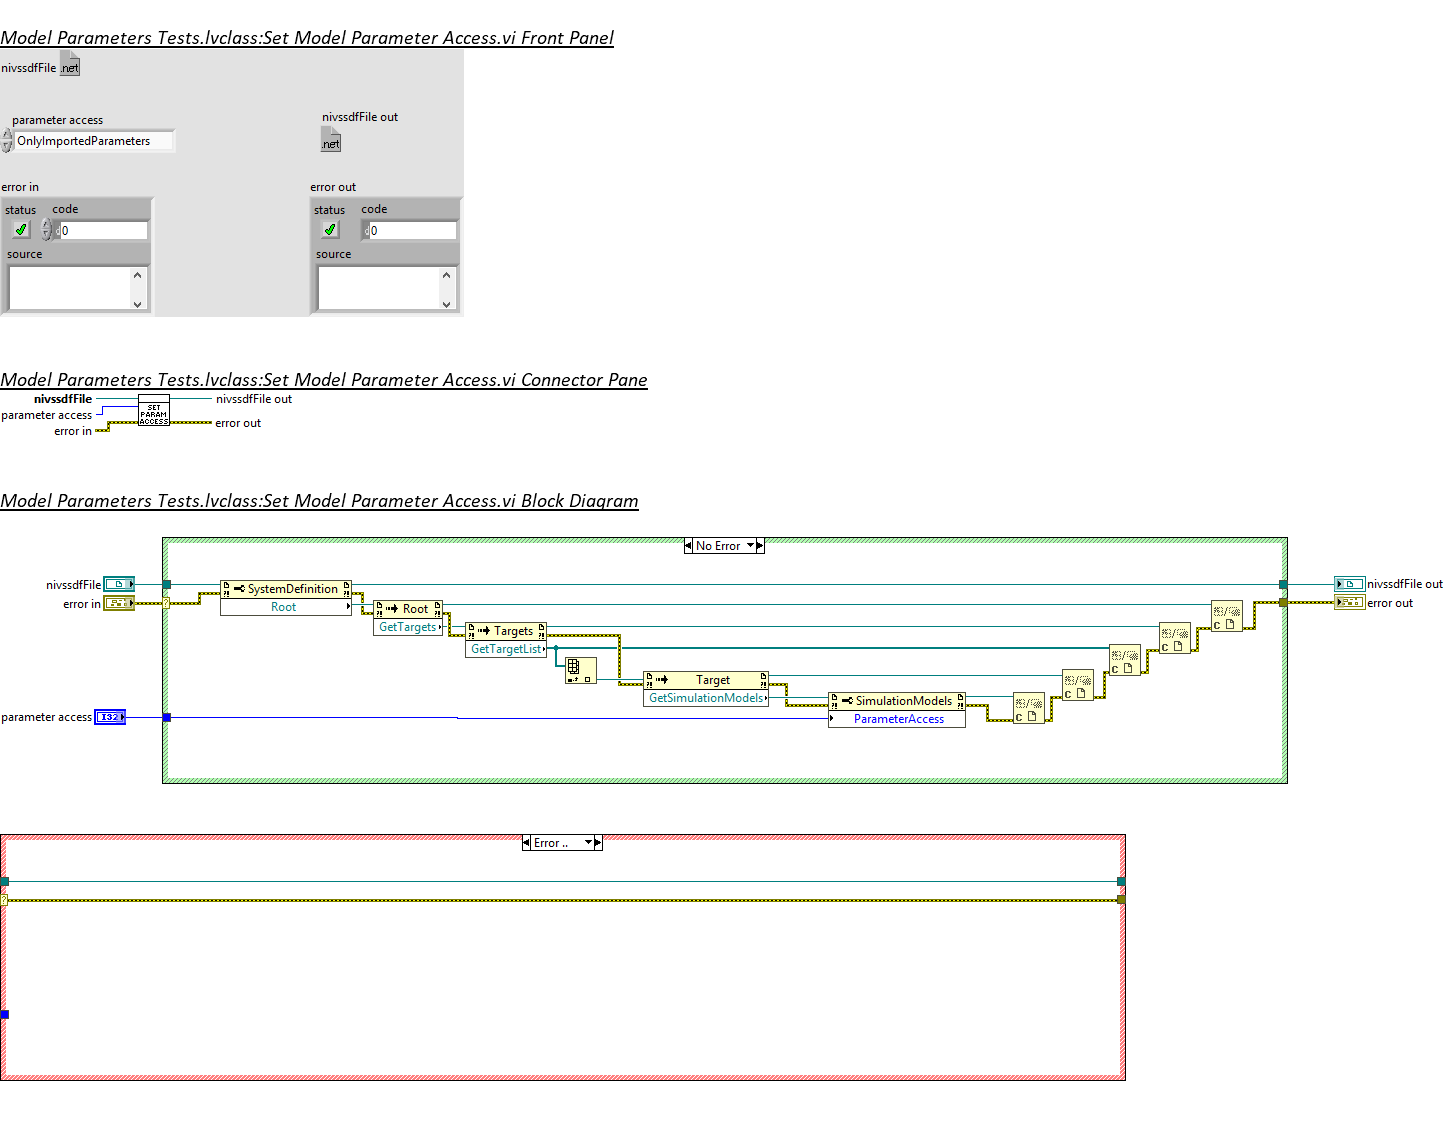 Model Parameters Tests.lvclass:Set Model Parameter Access.vi Front Panel
nivssdfFile .net
parameter access
OnlyImportedParameters
nivssdfFile out
.net
error in
status code
0
source
error out
status code
0
source
Model Parameters Tests.lvclass:Set Model Parameter Access.vi Connector Pane
nivssdfFile
parameter access
error in
SET
PARAM
ACCESS
nivssdfFile out
error out
Model Parameters Tests.lvclass:Set Model Parameter Access.vi Block Diagram
No Error
nivssdfFile
error in
SystemDefinition
Root
Root
GetTargets
Targets
GetTargetList
Target
GetSimulationModels
SimulationModels
ParameterAccess
C
C
C
C
C
nivssdfFile out
error out
parameter access I32
Error ..